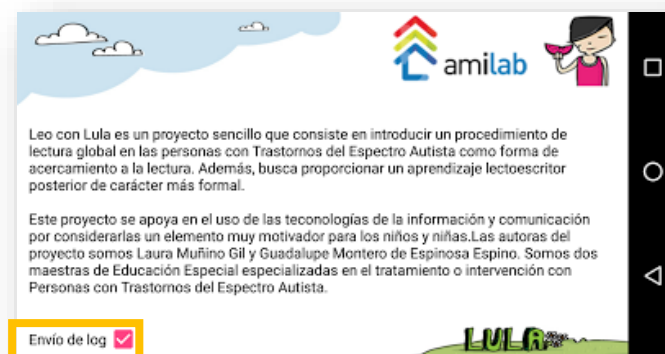 amilab
Leo con Lula es un proyecto sencillo que consiste en introducir un procedimiento de
lectura global en las personas con Trastornos del Espectro Autista como forma de
acercamiento a la lectura. Además, busca proporcionar un aprendizaje lectoescritor
posterior de carácter más formal.
Este proyecto se apoya en el uso de las teconologías de la información y comunicación
por considerarlas un elemento muy motivador para los niños y niñas.Las autoras del
proyecto somos Laura Muñino Gil y Guadalupe Montero de Espinosa Espino. Somos dos
maestras de Educación Especial especializadas en el tratamiento o intervención con
Personas con Trastornos del Espectro Autista.
Envío de log
LULA